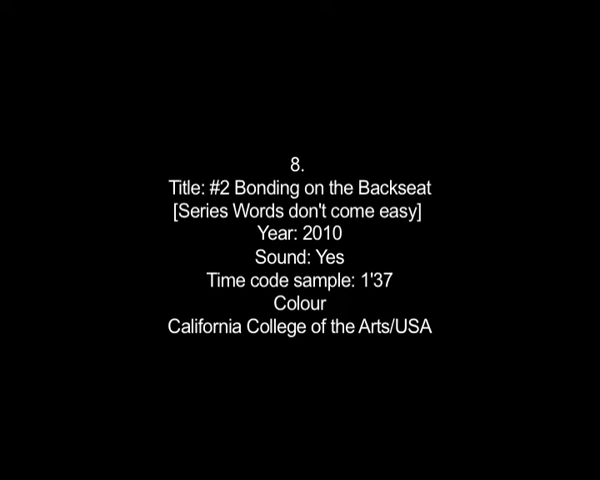 8.
Title: #2 Bonding on the Backseat
[Series Words don't come easy]
Year: 2010
Sound: Yes
Time code sample: 1'37
Colour
California College of the Arts/USA